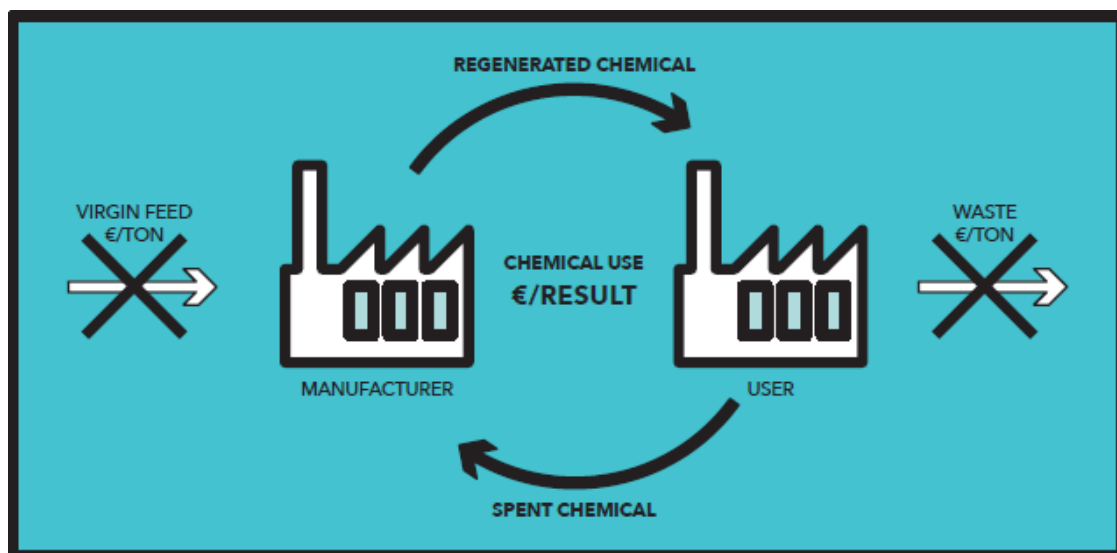 REGENERATED CHEMICAL
VIRGIN FEED
€/TON
WASTE
€/TON
CHEMICAL USE
€/RESULT
MANUFACTURER
USER
SPENT CHEMICAL